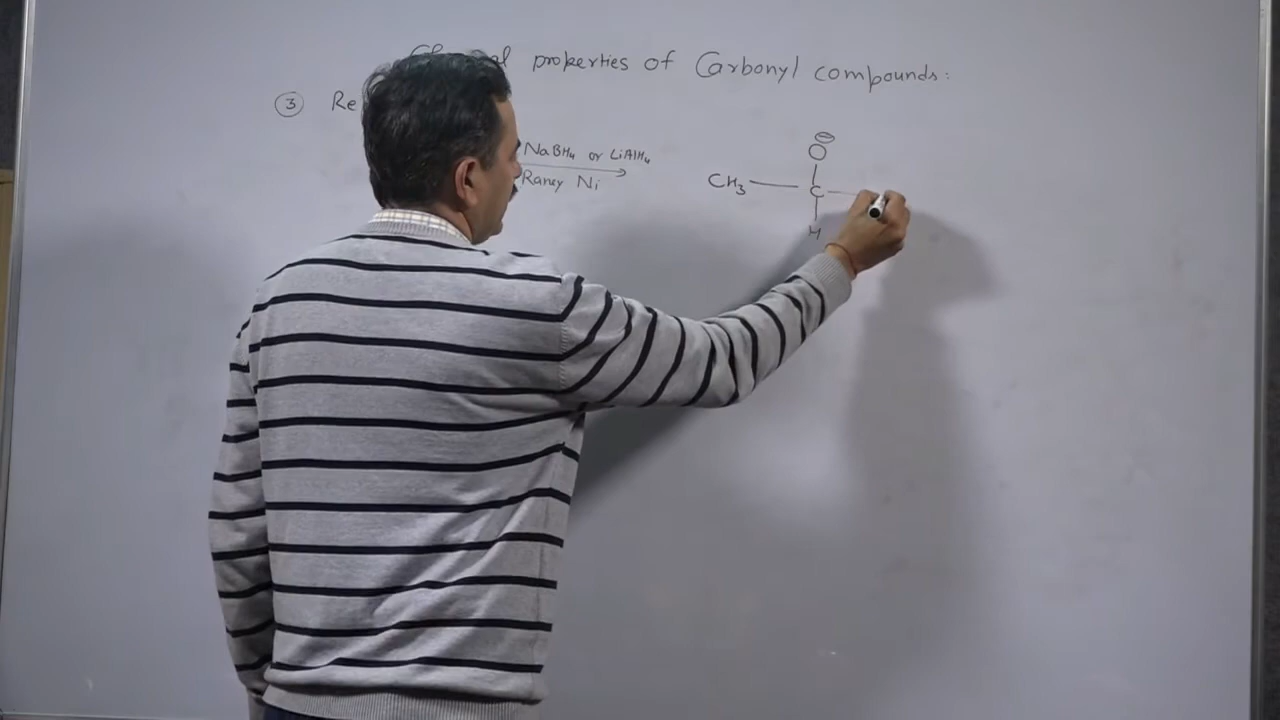 properties of Carbonyl compounds:
③ Re
NaBH4 or LiAlH4
Raney Ni
⊖
O
CH3 — C —
H